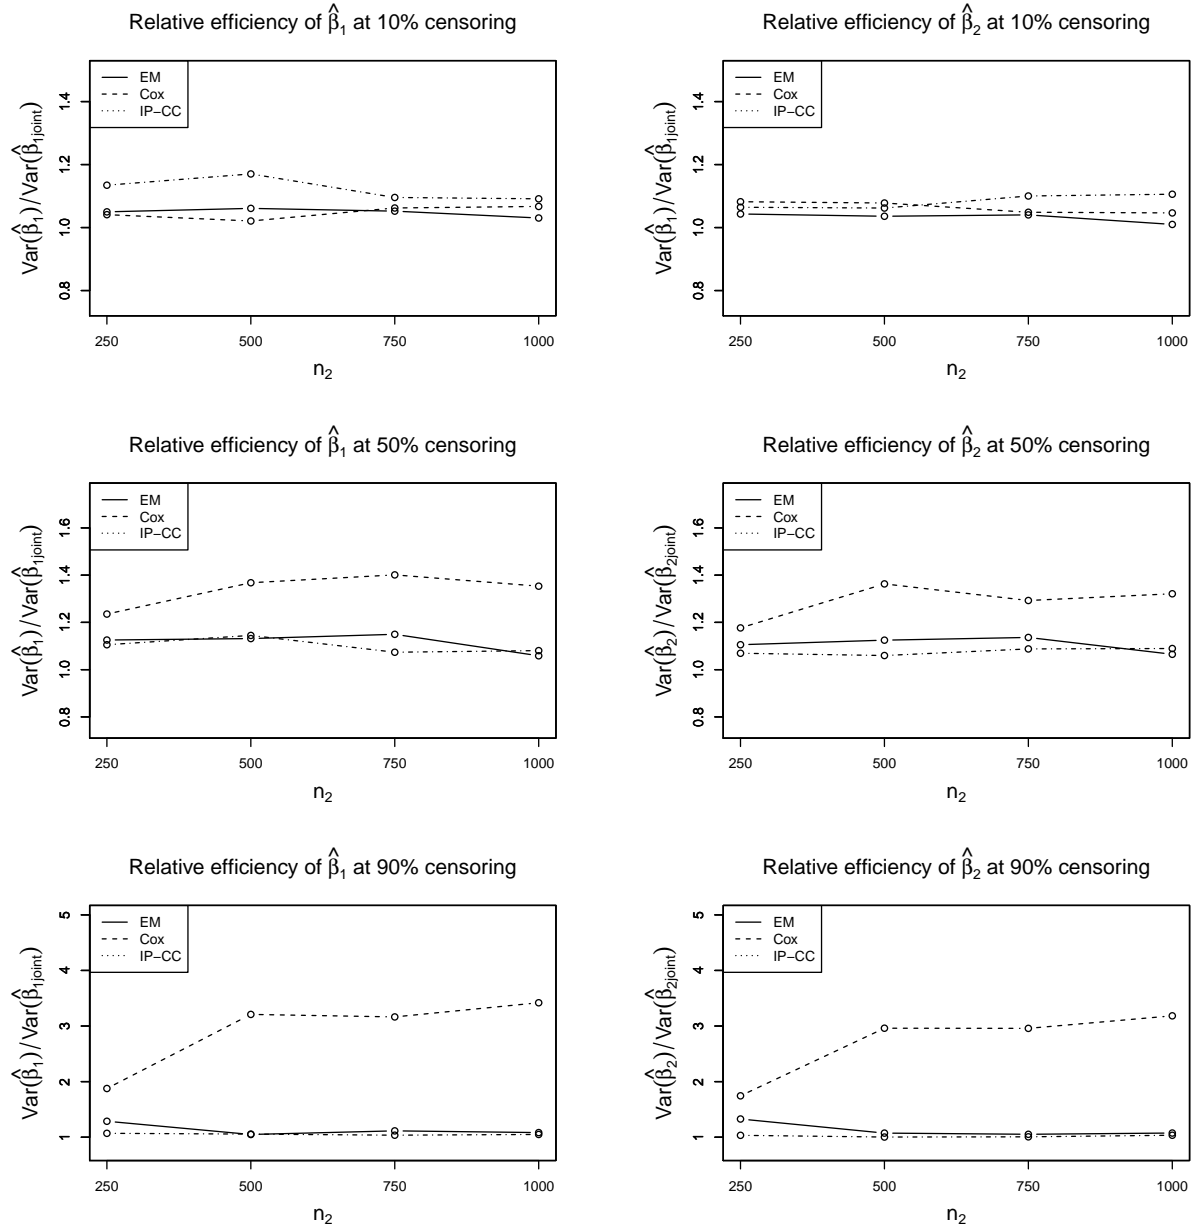 Relative efficiency of β̂₁ at 10% censoring
Var(β̂₁)/Var(β̂₁joint)
1.4
1.2
1.0
0.8
EM
Cox
IP−CC
250 500 750 1000
n₂
Relative efficiency of β̂₂ at 10% censoring
Var(β̂₁)/Var(β̂₁joint)
1.4
1.2
1.0
0.8
EM
Cox
IP−CC
250 500 750 1000
n₂
Relative efficiency of β̂₁ at 50% censoring
Var(β̂₁)/Var(β̂₁joint)
1.6
1.4
1.2
1.0
0.8
EM
Cox
IP−CC
250 500 750 1000
n₂
Relative efficiency of β̂₂ at 50% censoring
Var(β̂₂)/Var(β̂₂joint)
1.6
1.4
1.2
1.0
0.8
EM
Cox
IP−CC
250 500 750 1000
n₂
Relative efficiency of β̂₁ at 90% censoring
Var(β̂₁)/Var(β̂₁joint)
5
4
3
2
1
EM
Cox
IP−CC
250 500 750 1000
n₂
Relative efficiency of β̂₂ at 90% censoring
Var(β̂₂)/Var(β̂₂joint)
5
4
3
2
1
EM
Cox
IP−CC
250 500 750 1000
n₂